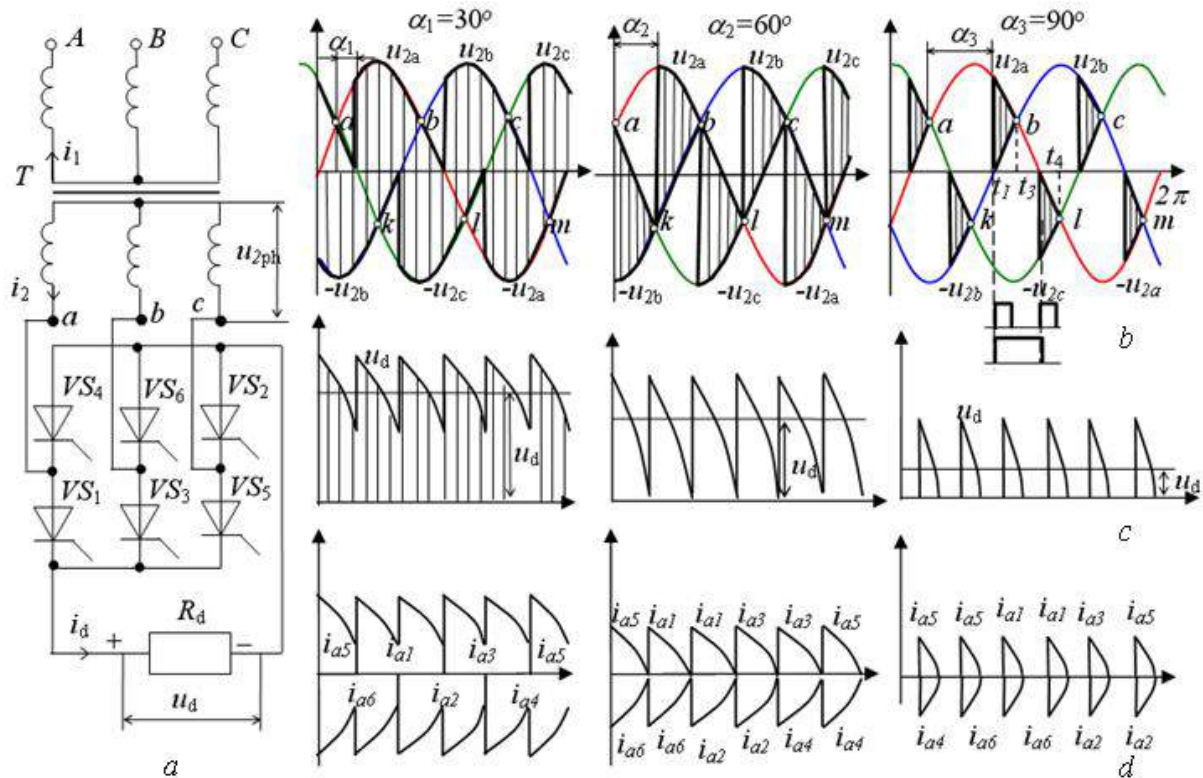 A B C
i1
T
u2ph
i2
a b c
VS4 VS6 VS2
VS1 VS3 VS5
id + Rd −
ud
a
α1=30o
α1 u2a u2b u2c
a b c
k l m
-u2b -u2c -u2a
α2 α2=60o
u2a u2b u2c
a b c
k l m
-u2b -u2c -u2a
α3=90o
α3 u2a u2b
a b c
t1 t3 t4 2π
k l m
-u2b -u2c -u2a
b
ud
ud
ud
ud
ud
c
ia5 ia1 ia3 ia5
ia6 ia2 ia4
ia5 ia1 ia1 ia3 ia3 ia5
ia6 ia6 ia2 ia2 ia4 ia4
ia5 ia5 ia1 ia1 ia3 ia5
ia4 ia6 ia6 ia2 ia2
d